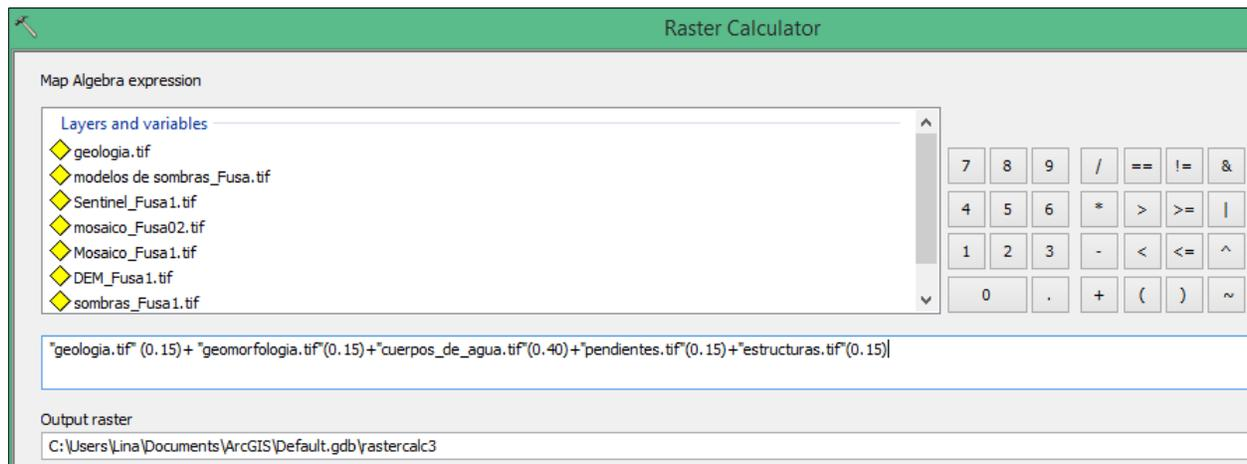 Raster Calculator
Map Algebra expression
Layers and variables
geologia.tif
modelos de sombras_Fusa.tif
Sentinel_Fusa1.tif
mosaico_Fusa02.tif
Mosaico_Fusa1.tif
DEM_Fusa1.tif
sombras_Fusa1.tif
7 8 9 / == != &
4 5 6 * > >= |
1 2 3 - < <= ^
0 . + ( ) ~
"geologia.tif" (0.15)+ "geomorfologia.tif"(0.15)+"cuerpos_de_agua.tif"(0.40)+"pendientes.tif"(0.15)+"estructuras.tif"(0.15)
Output raster
C:\Users\Lina\Documents\ArcGIS\Default.gdb\rastercalc3